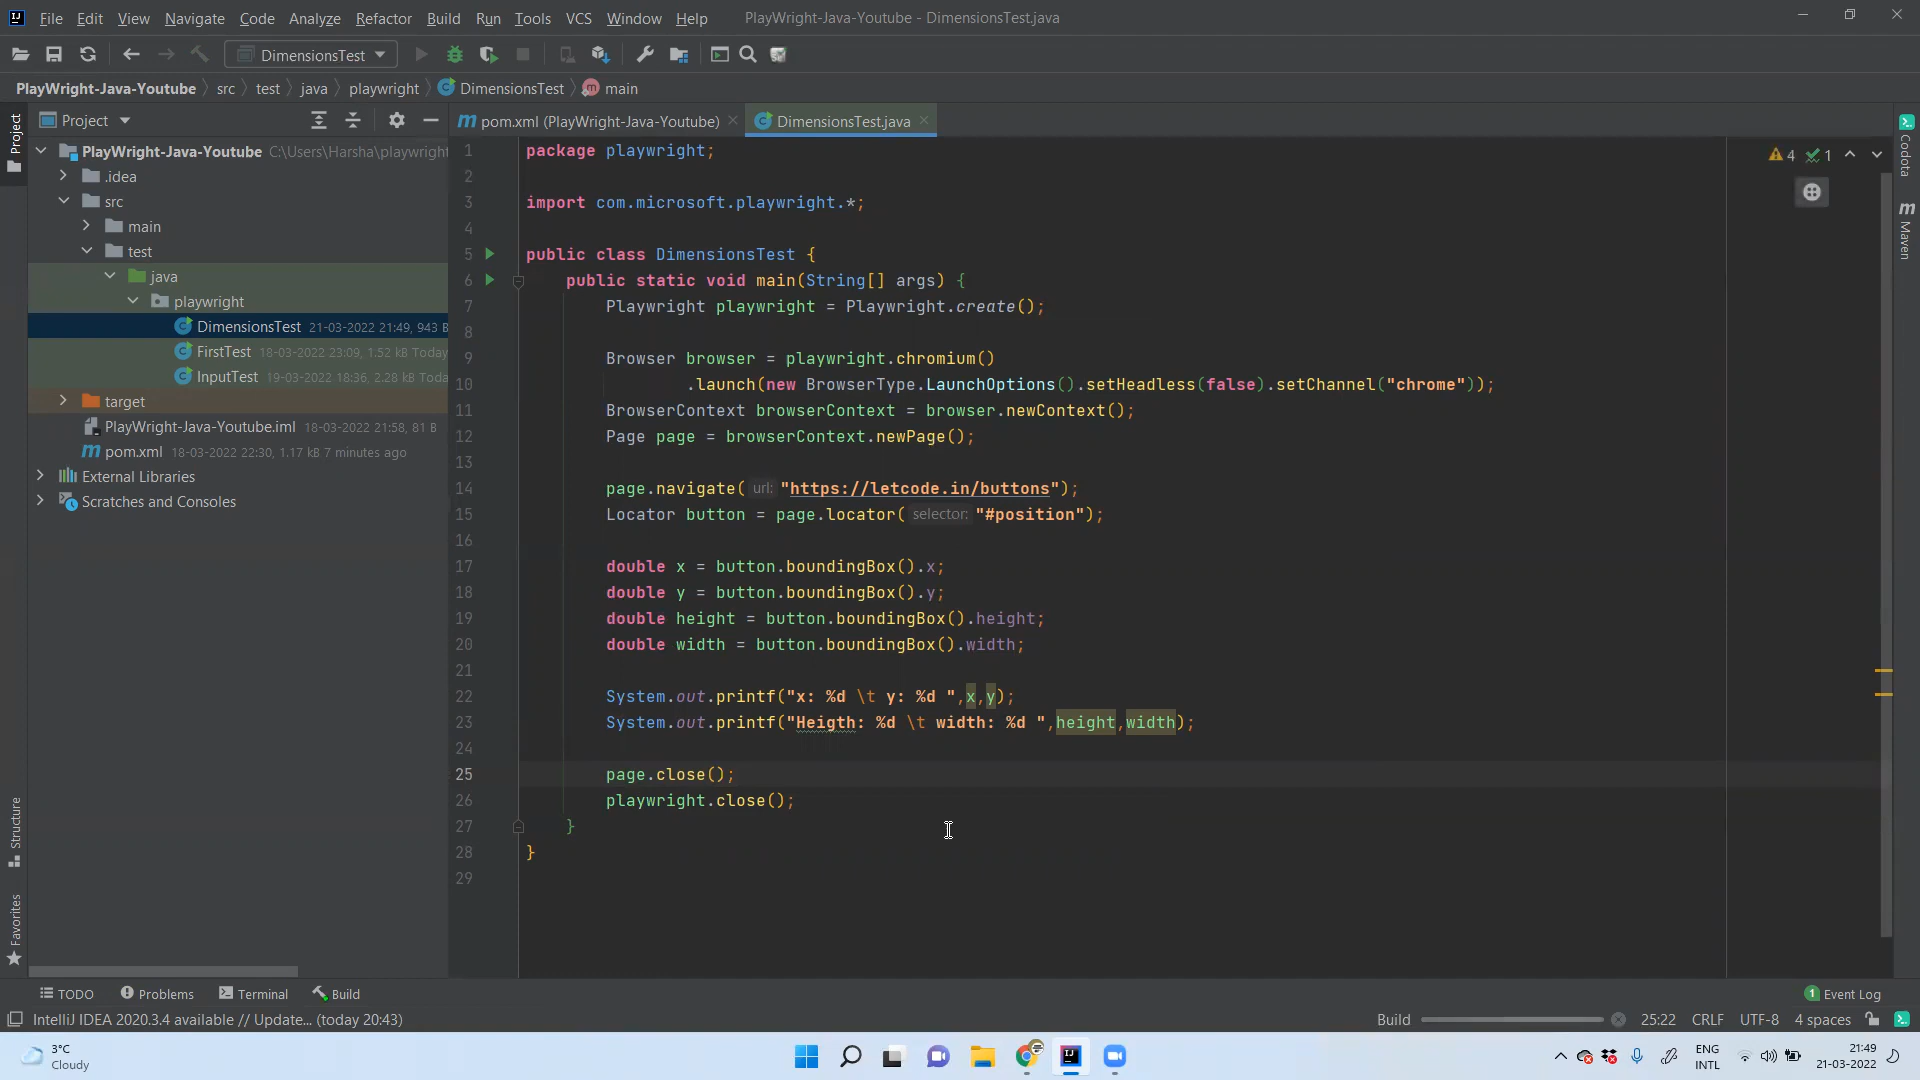 File Edit View Navigate Code Analyze Refactor Build Run Tools VCS Window Help PlayWright-Java-Youtube - DimensionsTest.java
DimensionsTest
PlayWright-Java-Youtube src test java playwright DimensionsTest main
Project
Project
pom.xml (PlayWright-Java-Youtube)
DimensionsTest.java
PlayWright-Java-Youtube C:\Users\Harsha\playwright
.idea
src
main
test
java
playwright
DimensionsTest 21-03-2022 21:49, 943 B
FirstTest 18-03-2022 23:09, 1.52 kB Today
InputTest 19-03-2022 18:36, 2.28 kB Toda
target
PlayWright-Java-Youtube.iml 18-03-2022 21:58, 81 B
pom.xml 18-03-2022 22:30, 1.17 kB 7 minutes ago
External Libraries
Scratches and Consoles
4 1
1 package playwright;
2
3 import com.microsoft.playwright.*;
4
5 public class DimensionsTest {
6 public static void main(String[] args) {
7 Playwright playwright = Playwright.create();
8
9 Browser browser = playwright.chromium()
10 .launch(new BrowserType.LaunchOptions().setHeadless(false).setChannel("chrome"));
11 BrowserContext browserContext = browser.newContext();
12 Page page = browserContext.newPage();
13
14 page.navigate( url: "https://letcode.in/buttons");
15 Locator button = page.locator( selector: "#position");
16
17 double x = button.boundingBox().x;
18 double y = button.boundingBox().y;
19 double height = button.boundingBox().height;
20 double width = button.boundingBox().width;
21
22 System.out.printf("x: %d \t y: %d ",x,y);
23 System.out.printf("Heigth: %d \t width: %d ",height,width);
24
25 page.close();
26 playwright.close();
27 }
28 }
29
Codota
Maven
Structure
Favorites
TODO Problems Terminal Build
1 Event Log
IntelliJ IDEA 2020.3.4 available // Update... (today 20:43)
Build 25:22 CRLF UTF-8 4 spaces
3°C
Cloudy
ENG
INTL
21:49
21-03-2022